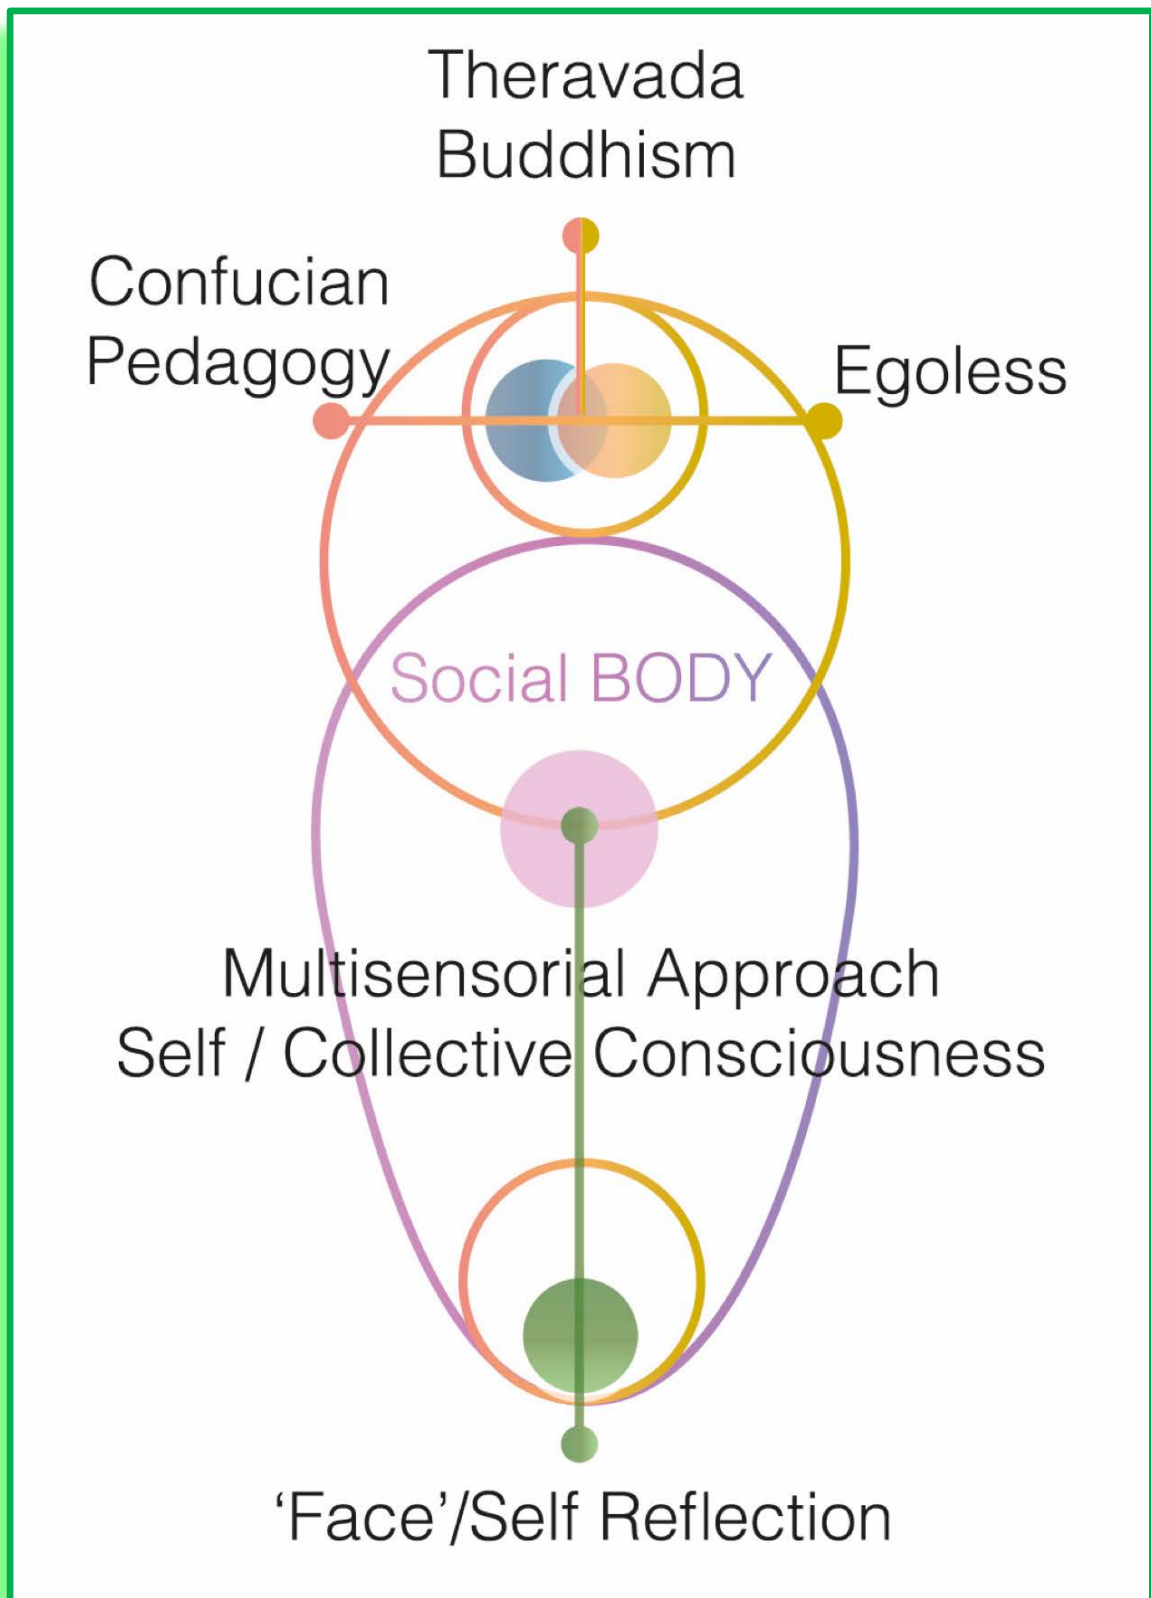 Theravada
Buddhism
Confucian
Pedagogy
Egoless
Social BODY
Multisensorial Approach
Self / Collective Consciousness
‘Face’/Self Reflection